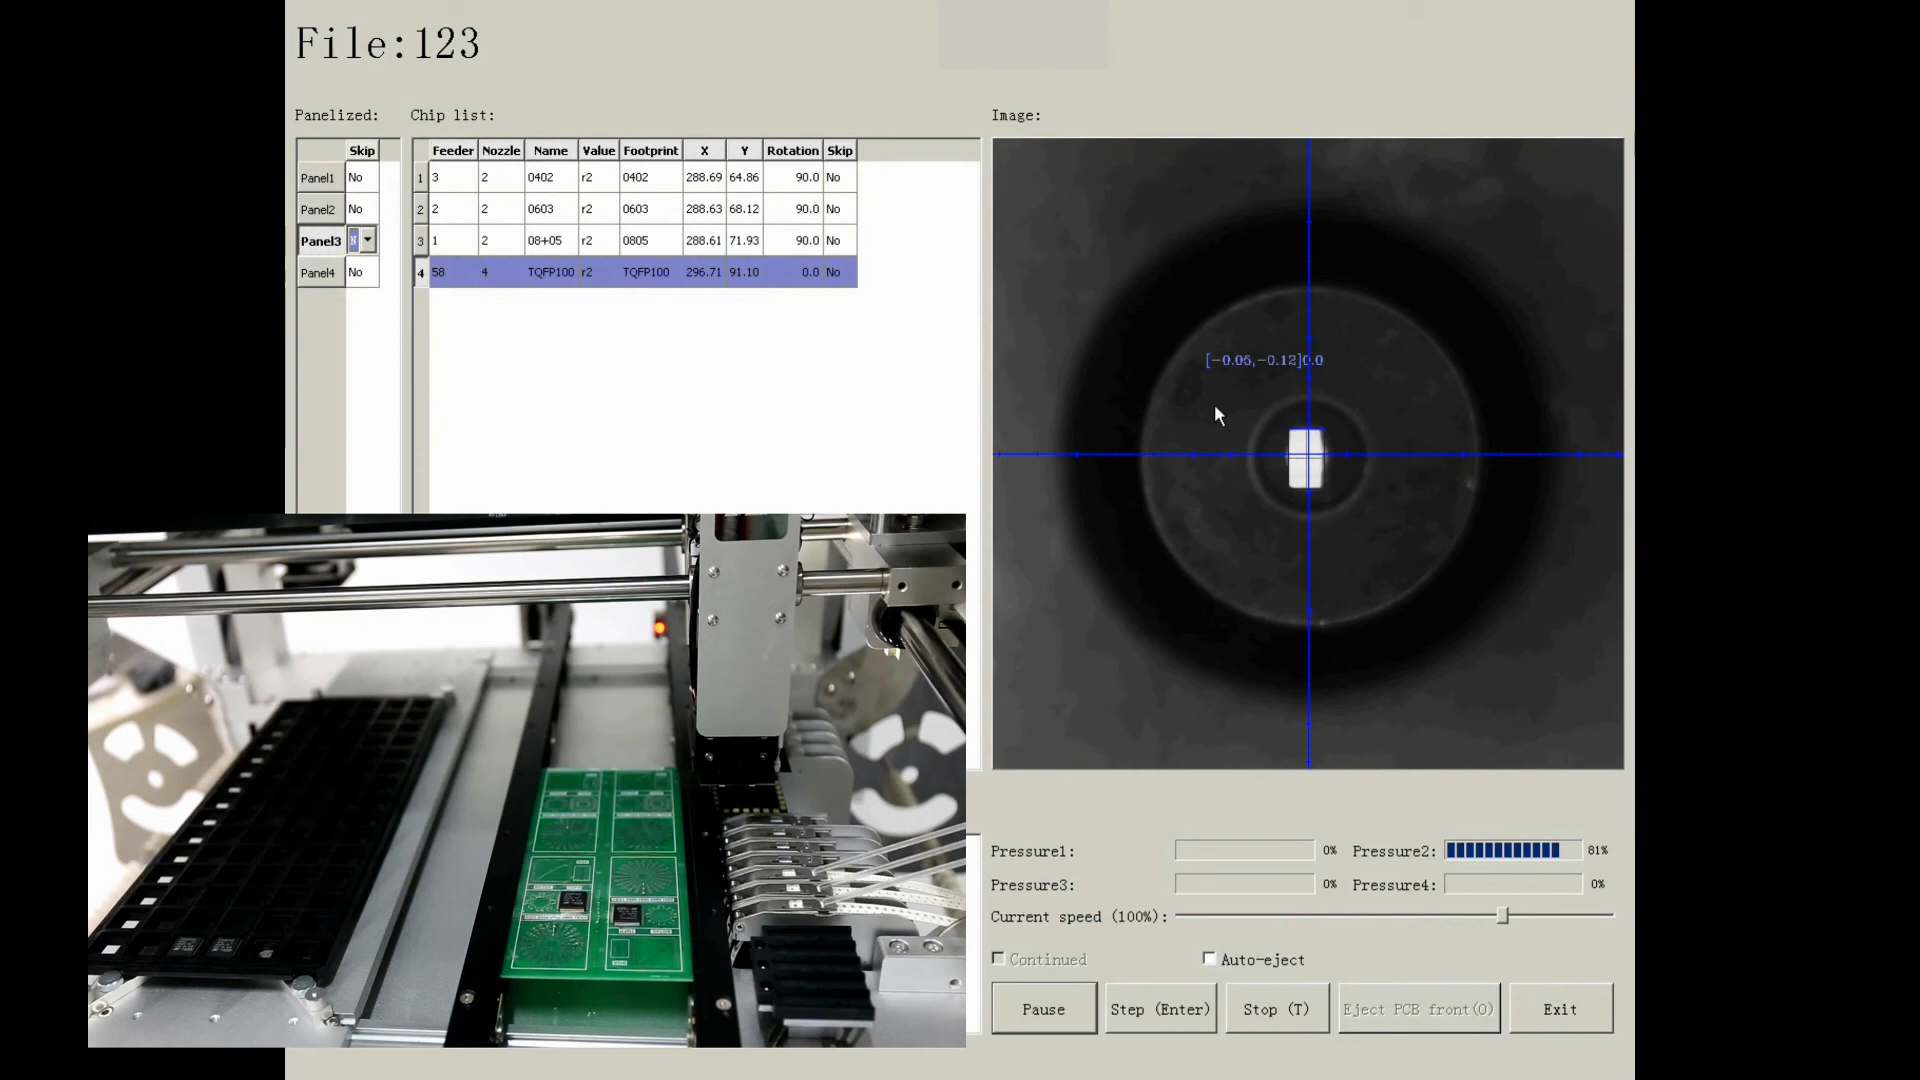 File:123
Panelized:
Chip list:
Image:
Skip
Panel1 No
Panel2 No
Panel3 N
Panel4 No
Feeder Nozzle Name Value Footprint X Y Rotation Skip
1 3 2 0402 r2 0402 288.69 64.86 90.0 No
2 2 2 0603 r2 0603 288.63 68.12 90.0 No
3 1 2 08+05 r2 0805 288.61 71.93 90.0 No
4 58 4 TQFP100 r2 TQFP100 296.71 91.10 0.0 No
[-0.05,-0.12]0.0
Pressure1: 0% Pressure2: 81%
Pressure3: 0% Pressure4: 0%
Current speed (100%):
Continued
Auto-eject
Pause
Step (Enter)
Stop (T)
Eject PCB front(O)
Exit